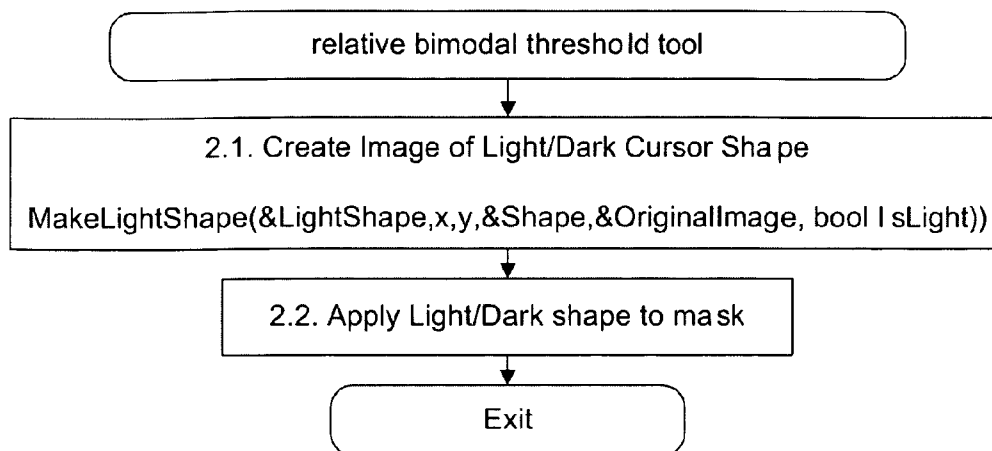 relative bimodal threshold tool
2.1. Create Image of Light/Dark Cursor Shape
MakeLightShape(&LightShape,x,y,&Shape,&OriginalImage, bool IsLight))
2.2. Apply Light/Dark shape to mask
Exit